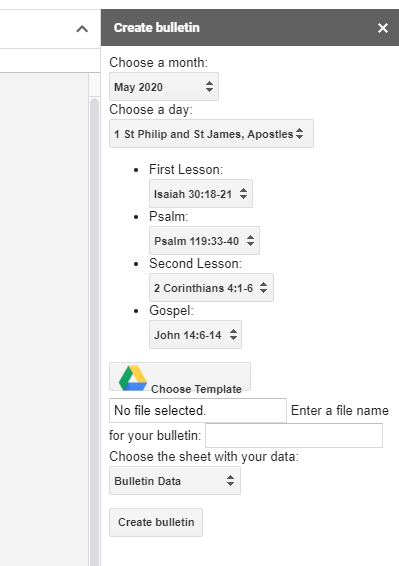 Create bulletin
Choose a month:
May 2020
Choose a day:
1 St Philip and St James, Apostles
• First Lesson:
Isaiah 30:18-21
• Psalm:
Psalm 119:33-40
• Second Lesson:
2 Corinthians 4:1-6
• Gospel:
John 14:6-14
Choose Template
No file selected. Enter a file name
for your bulletin:
Choose the sheet with your data:
Bulletin Data
Create bulletin